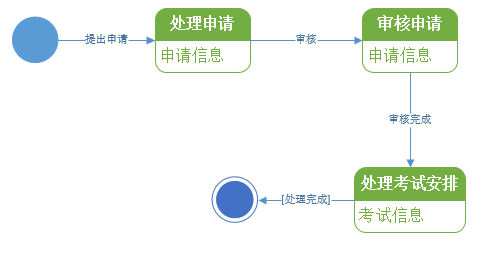 处理申请
审核申请
提出申请
审核
申请信息
申请信息
审核完成
处理考试安排
[处理完成]
考试信息